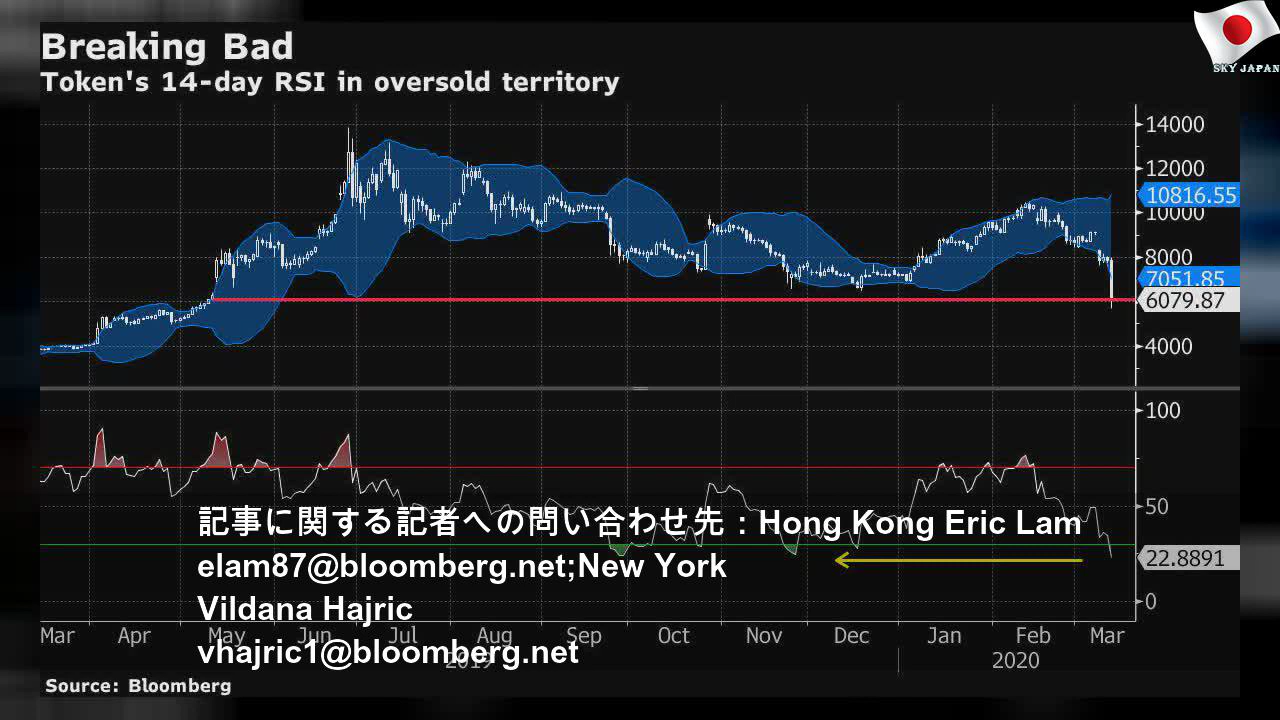 Breaking Bad
Token's 14-day RSI in oversold territory
SKY JAPAN
14000
12000
10816.55
10000
8000
7051.85
6079.87
4000
100
50
22.8891
0
記事に関する記者への問い合わせ先：Hong Kong Eric Lam
elam87@bloomberg.net;New York
Vildana Hajric
vhajric1@bloomberg.net
Mar Apr May Jun Jul Aug Sep Oct Nov Dec Jan Feb Mar
2019 2020
Source: Bloomberg